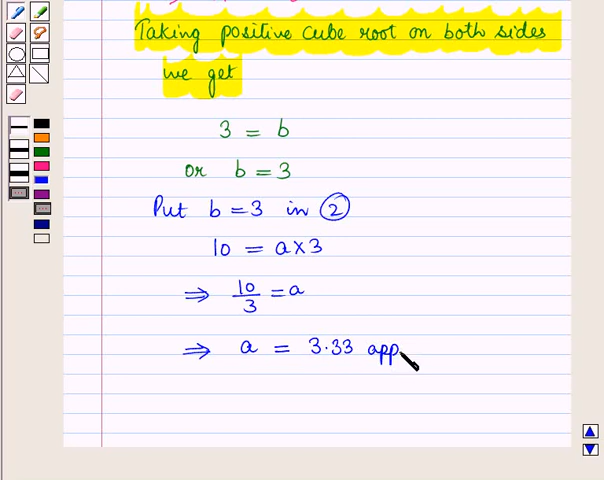 Taking positive cube root on both sides
we get
3 = b
or b = 3
Put b = 3 in ②
10 = a × 3
⇒ 10/3 = a
⇒ a = 3.33 app